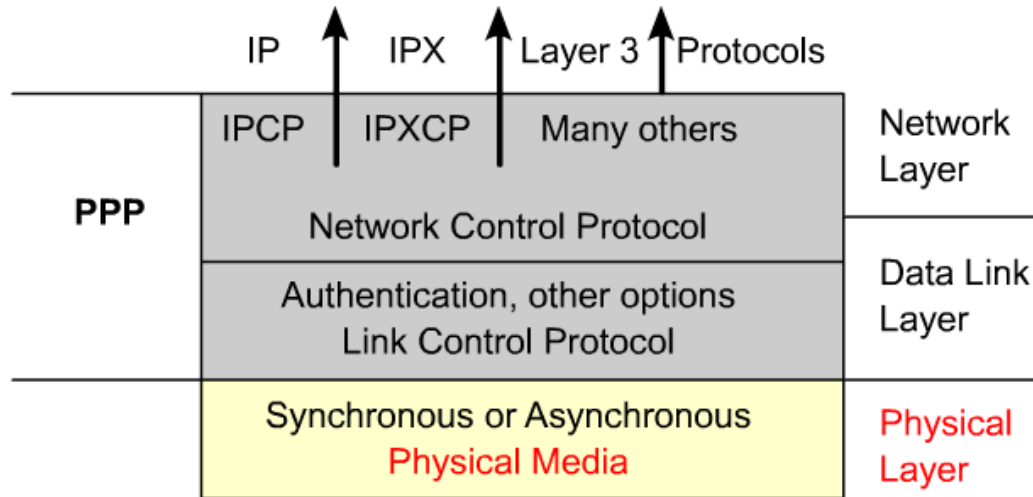 IP IPX Layer 3 Protocols
IPCP IPXCP Many others
Network
Layer
PPP
Network Control Protocol
Authentication, other options
Link Control Protocol
Data Link
Layer
Synchronous or Asynchronous
Physical Media
Physical
Layer